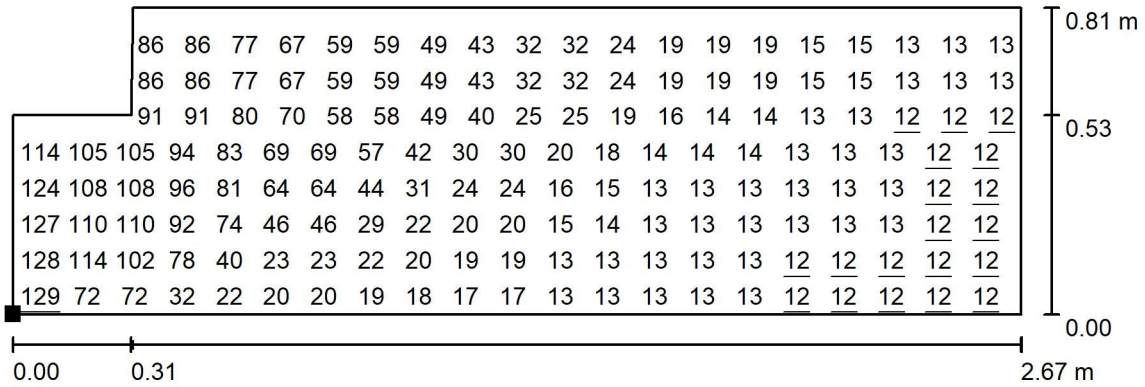 0.81 m
86 86 77 67 59 59 49 43 32 32 24 19 19 19 15 15 13 13 13
86 86 77 67 59 59 49 43 32 32 24 19 19 19 15 15 13 13 13
91 91 80 70 58 58 49 40 25 25 19 16 14 14 13 13 12 12 12
0.53
114 105 105 94 83 69 69 57 42 30 30 20 18 14 14 14 13 13 13 12 12
124 108 108 96 81 64 64 44 31 24 24 16 15 13 13 13 13 13 13 12 12
127 110 110 92 74 46 46 29 22 20 20 15 14 13 13 13 13 13 13 12 12
128 114 102 78 40 23 23 22 20 19 19 13 13 13 13 13 12 12 12 12 12
129 72 72 32 22 20 20 19 18 17 17 13 13 13 13 13 12 12 12 12 12
0.00
0.00 0.31 2.67 m